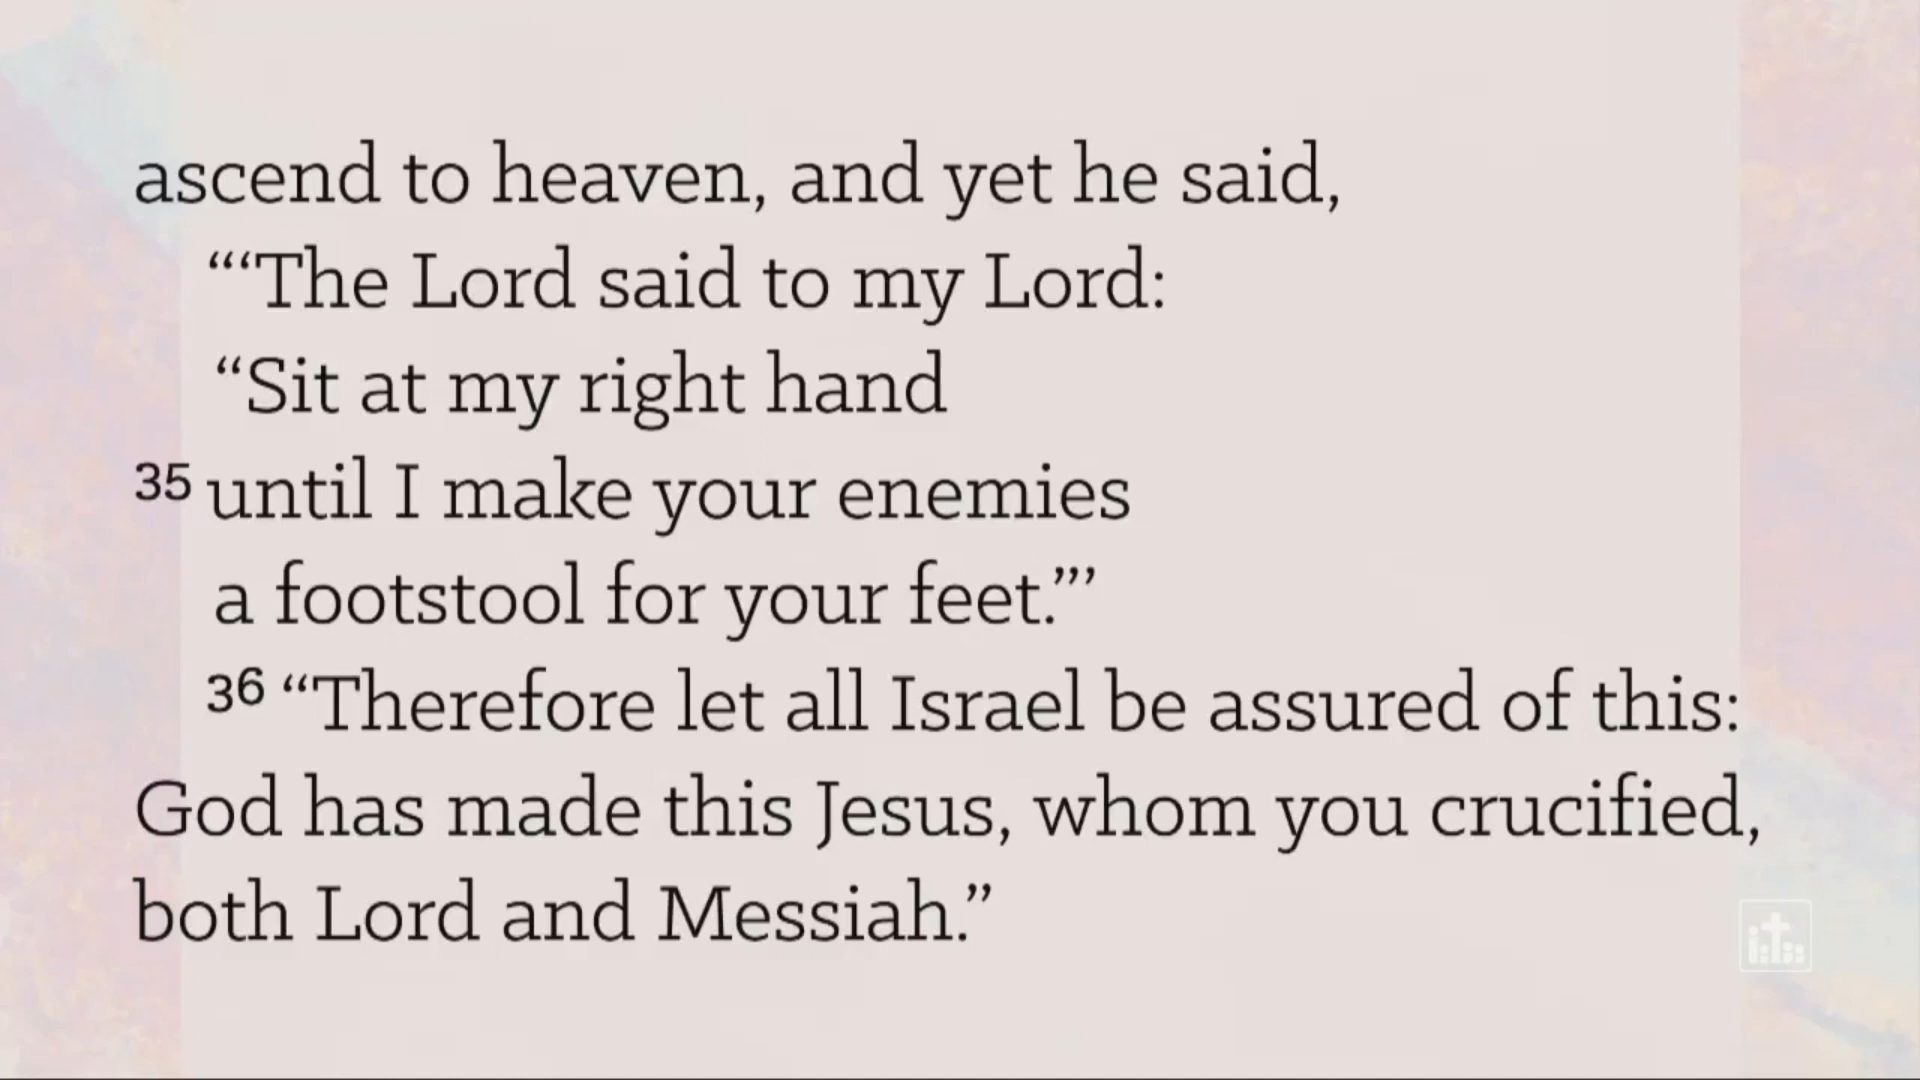 ascend to heaven, and yet he said,
“‘The Lord said to my Lord:
“Sit at my right hand
35 until I make your enemies
a footstool for your feet.”’
36 “Therefore let all Israel be assured of this:
God has made this Jesus, whom you crucified,
both Lord and Messiah.”